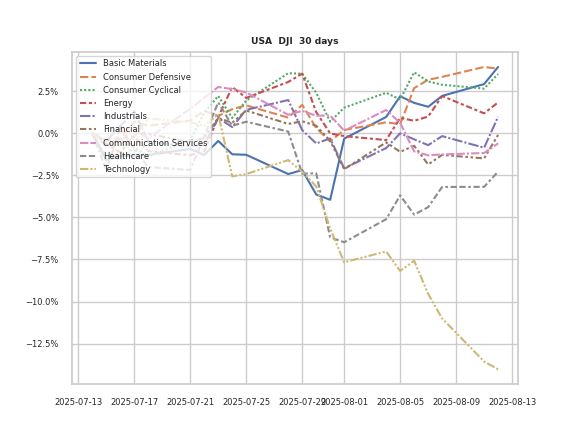 USA DJI 30 days
Basic Materials
Consumer Defensive
Consumer Cyclical
Energy
Industrials
Financial
Communication Services
Healthcare
Technology
2.5%
0.0%
−2.5%
−5.0%
−7.5%
−10.0%
−12.5%
2025-07-13 2025-07-17 2025-07-21 2025-07-25 2025-07-29 2025-08-01 2025-08-05 2025-08-09 2025-08-13